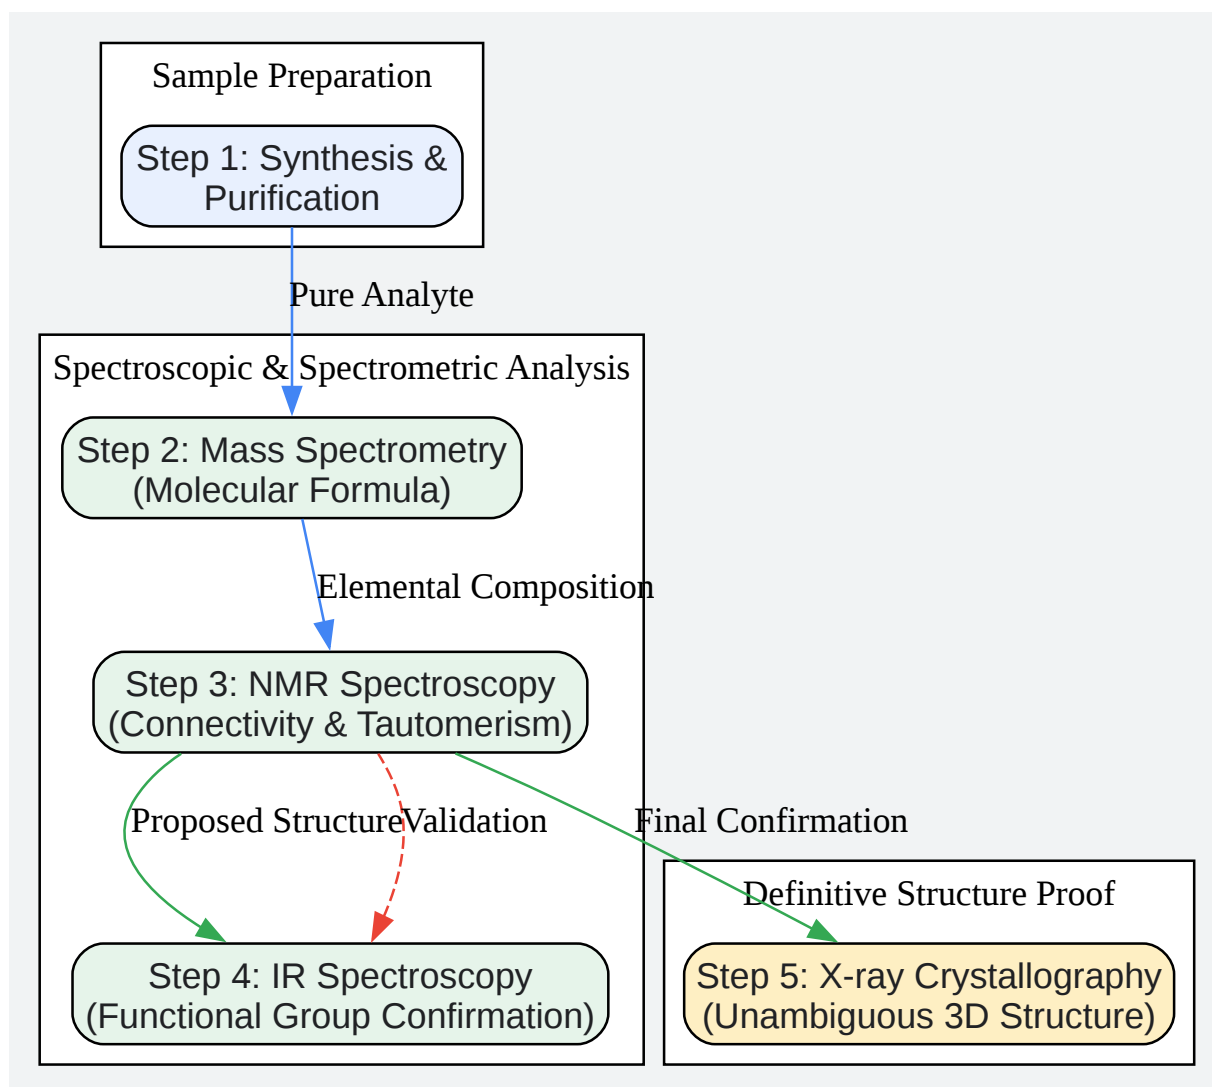 Sample Preparation
Step 1: Synthesis &
Purification
Pure Analyte
Spectroscopic & Spectrometric Analysis
Step 2: Mass Spectrometry
(Molecular Formula)
Elemental Composition
Step 3: NMR Spectroscopy
(Connectivity & Tautomerism)
Proposed Structure
Validation
Final Confirmation
Definitive Structure Proof
Step 4: IR Spectroscopy
(Functional Group Confirmation)
Step 5: X-ray Crystallography
(Unambiguous 3D Structure)